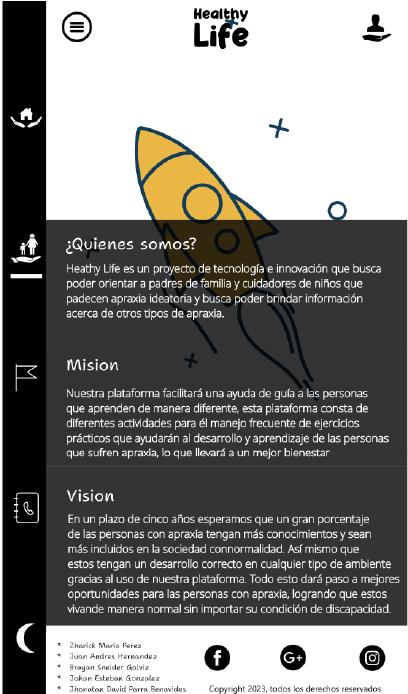 Healthy
Life
¿Quienes somos?
Heathy Life es un proyecto de tecnología e innovación que busca
poder orientar a padres de familia y cuidadores de niños que
padecen apraxia ideatoria y busca poder brindar información
acerca de otros tipos de apraxia.
Mision
Nuestra plataforma facilitará una ayuda de guía a las personas
que aprenden de manera diferente, esta plataforma consta de
diferentes actividades para él manejo frecuente de ejercicios
prácticos que ayudarán al desarrollo y aprendizaje de las personas
que sufren apraxia, lo que llevará a un mejor bienestar
Vision
En un plazo de cinco años esperamos que un gran porcentaje
de las personas con apraxia tengan más conocimientos y sean
más incluidos en la sociedad connormalidad. Así mismo que
estos tengan un desarrollo correcto en cualquier tipo de ambiente
gracias al uso de nuestra plataforma. Todo esto dará paso a mejores
oportunidades para las personas con apraxia, logrando que estos
vivande manera normal sin importar su condición de discapacidad.
* Zharick Maria Perez
* Juan Andres Hernandez
* Brayan Sneider Galviz
* Johan Esteban Gonzalez
* Jhonatan David Parra Benavides
f
G+
Copyright 2023, todos los derechos reservados